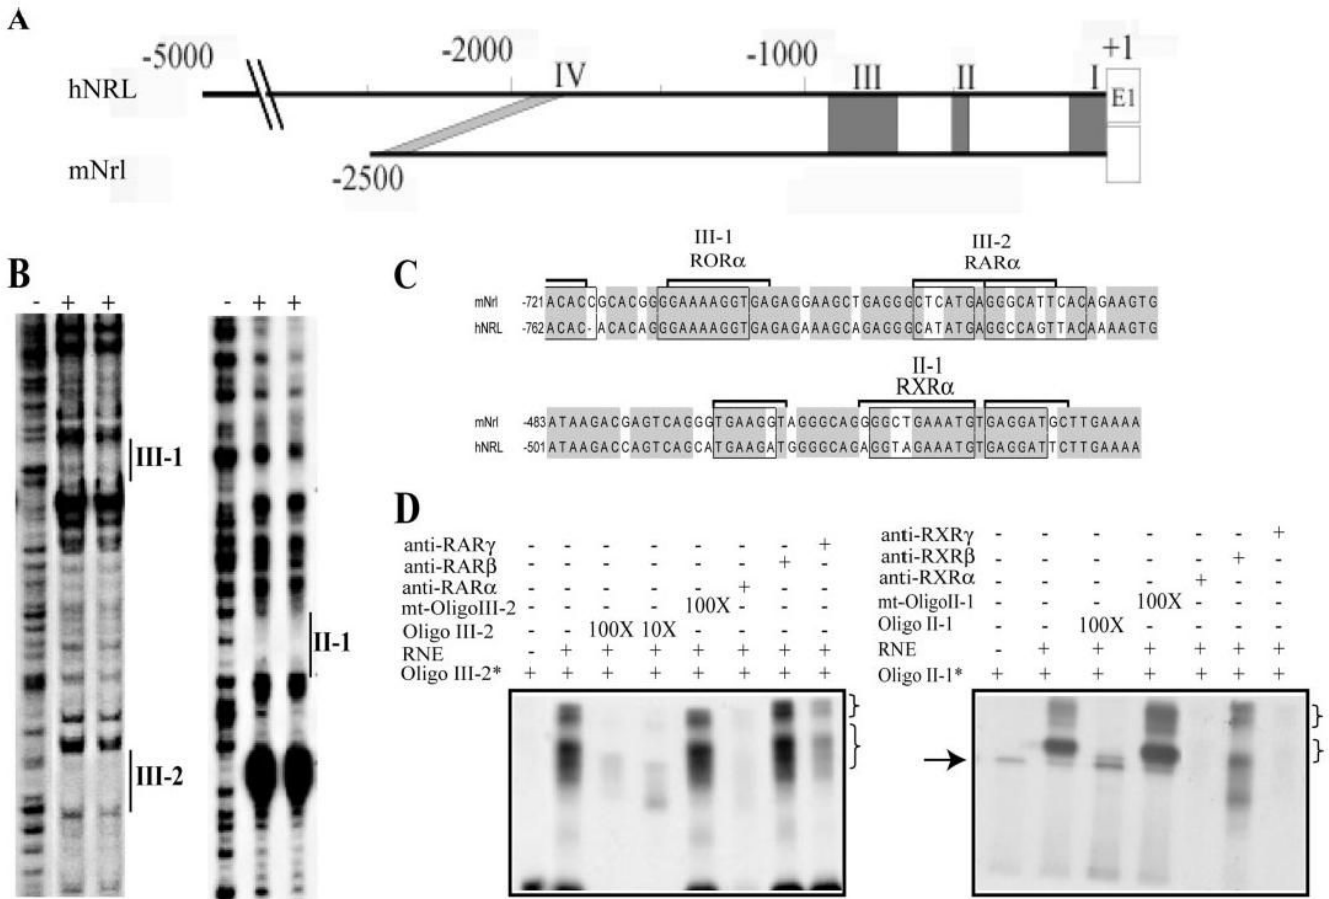 A
-5000 -2000 -1000 +1
hNRL IV III II I E1
mNrl
-2500
B
- + +
- + +
III-1
II-1
III-2
C
III-1 III-2
RORα RARα
mNrl -721 ACACCGCACGGGGAAAAGGTGAGAGGAAGCTGAGGGCTCATGAGGGCATTCACAGAAGTG
hNRL -762 ACAC-ACACAGGGAAAAGGTGAGAGAAAGCAGAGGGCATATGAGGCCAGTTACAAAAGTG
II-1
RXRα
mNrl -483 ATAAGACGAGTCAGGGTGAAGGTAGGGCAGGGGCTGAAATGTGAGGATGCTTGAAAA
hNRL -501 ATAAGACCAGTCAGCATGAAGATGGGGCAGAGGTAGAAATGTGAGGATTCTTGAAAA
D
anti-RARγ - - - - - - - +
anti-RARβ - - - - - - + -
anti-RARα - - - - - + - -
mt-OligoIII-2 - - - - 100X - - -
Oligo III-2 - - 100X 10X - - - -
RNE - + + + + + + +
Oligo III-2* + + + + + + + +
anti-RXRγ - - - - - - +
anti-RXRβ - - - - - + -
anti-RXRα - - - - + - -
mt-OligoII-1 - - - 100X - - -
Oligo II-1 - - 100X - - - -
RNE - + + + + + +
Oligo II-1* + + + + + + +